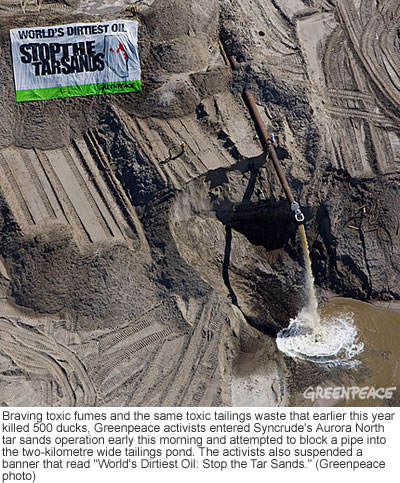 WORLD'S DIRTIEST OIL
STOP THE
TAR SANDS
GREENPEACE
GREENPEACE
Braving toxic fumes and the same toxic tailings waste that earlier this year
killed 500 ducks, Greenpeace activists entered Syncrude's Aurora North
tar sands operation early this morning and attempted to block a pipe into
the two-kilometre wide tailings pond. The activists also suspended a
banner that read "World's Dirtiest Oil: Stop the Tar Sands." (Greenpeace
photo)